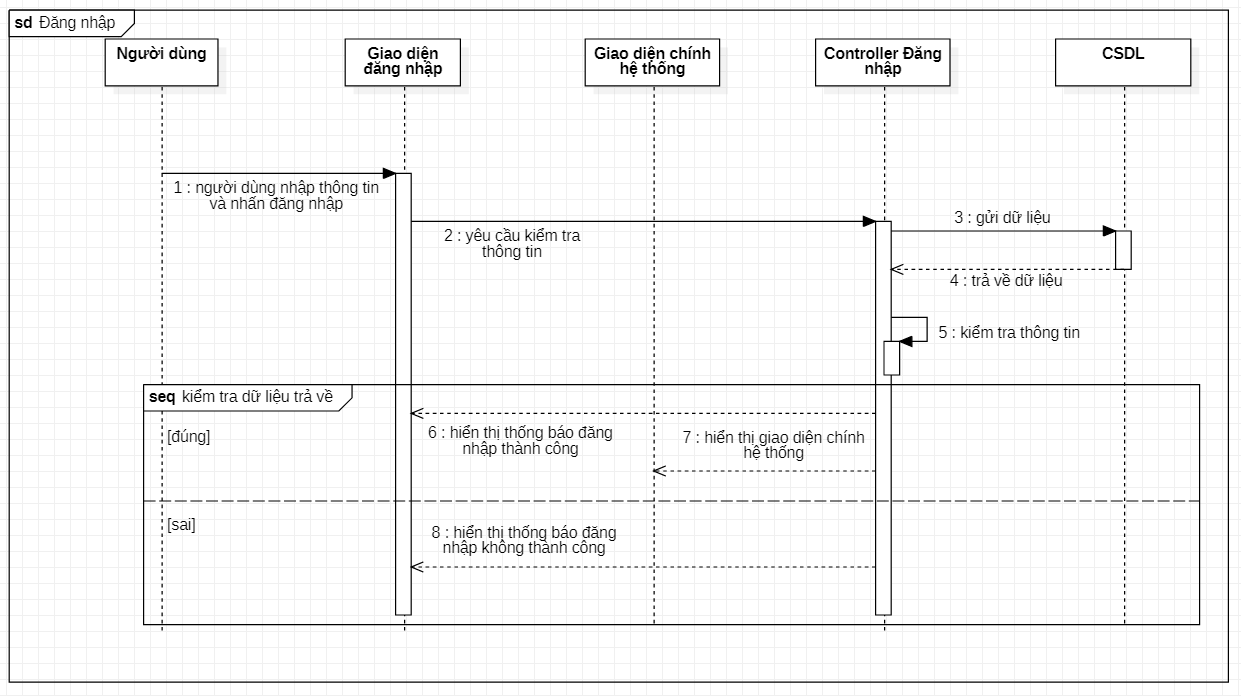 sd Đăng nhập
Người dùng
Giao diện
đăng nhập
Giao diện chính
hệ thống
Controller Đăng
nhập
CSDL
1 : người dùng nhập thông tin
và nhấn đăng nhập
2 : yêu cầu kiểm tra
thông tin
3 : gửi dữ liệu
4 : trả về dữ liệu
5 : kiểm tra thông tin
seq kiểm tra dữ liệu trả về
[đúng]
6 : hiển thị thống báo đăng
nhập thành công
7 : hiển thị giao diện chính
hệ thống
[sai]
8 : hiển thị thống báo đăng
nhập không thành công